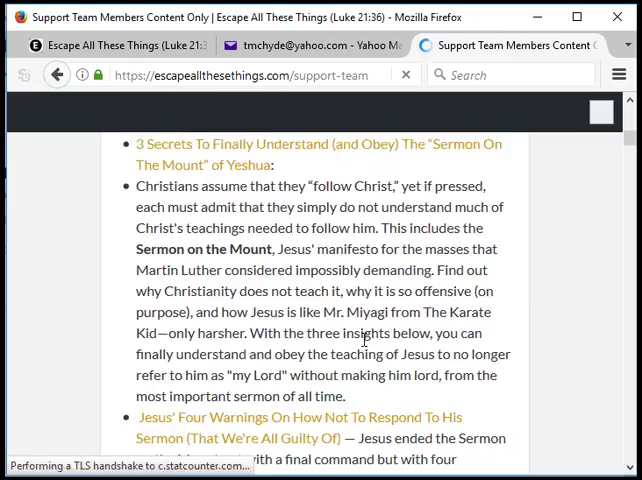 Support Team Members Content Only | Escape All These Things (Luke 21:36) - Mozilla Firefox
Escape All These Things (Luke 21:3
tmchyde@yahoo.com - Yahoo Ma
Support Team Members Content O
https://escapeallthesethings.com/support-team
Search
3 Secrets To Finally Understand (and Obey) The “Sermon On
The Mount” of Yeshua:
Christians assume that they “follow Christ,” yet if pressed,
each must admit that they simply do not understand much of
Christ's teachings needed to follow him. This includes the
Sermon on the Mount, Jesus' manifesto for the masses that
Martin Luther considered impossibly demanding. Find out
why Christianity does not teach it, why it is so offensive (on
purpose), and how Jesus is like Mr. Miyagi from The Karate
Kid—only harsher. With the three insights below, you can
finally understand and obey the teaching of Jesus to no longer
refer to him as "my Lord" without making him lord, from the
most important sermon of all time.
Jesus' Four Warnings On How Not To Respond To His
Sermon (That We're All Guilty Of) — Jesus ended the Sermon
with a final command but with four
Performing a TLS handshake to c.statcounter.com...